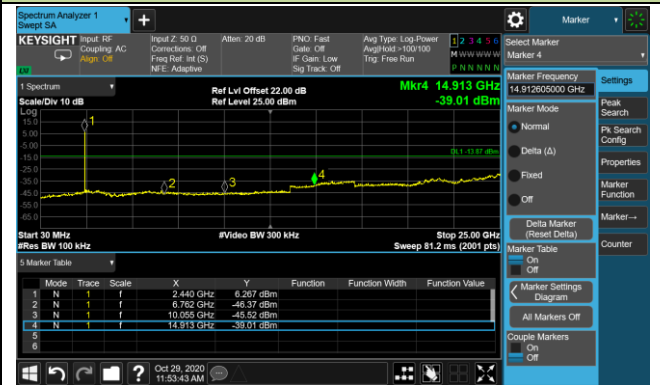 Spectrum Analyzer 1
Swept SA
Marker
KEYSIGHT
Input: RF
Coupling: AC
Align: Off
Input Z: 50 Ω
Corrections: Off
Freq Ref: Int (S)
NFE: Adaptive
Atten: 20 dB
PNO: Fast
Gate: Off
IF Gain: Low
Sig Track: Off
Avg Type: Log-Power
Avg|Hold:>100/100
Trig: Free Run
1 2 3 4 5 6
M W W W W W
P N N N N N
Select Marker
Marker 4
1 Spectrum
Scale/Div 10 dB
Ref Lvl Offset 22.00 dB
Ref Level 25.00 dBm
Mkr4 14.913 GHz
-39.01 dBm
Log
15.0
5.00
-5.00
-15.0
-25.0
-35.0
-45.0
-55.0
-65.0
1
2
3
4
DL1 -13.87 dBm
Start 30 MHz
#Res BW 100 kHz
#Video BW 300 kHz
Stop 25.00 GHz
Sweep 81.2 ms (2001 pts)
5 Marker Table
Mode Trace Scale X Y Function Function Width Function Value
1 N 1 f 2.440 GHz 6.267 dBm
2 N 1 f 6.762 GHz -46.37 dBm
3 N 1 f 10.055 GHz -45.52 dBm
4 N 1 f 14.913 GHz -39.01 dBm
5
6
Marker Frequency
14.912605000 GHz
Marker Mode
Normal
Delta (Δ)
Fixed
Off
Delta Marker
(Reset Delta)
Marker Table
On
Off
Marker Settings
Diagram
All Markers Off
Couple Markers
On
Off
Settings
Peak
Search
Pk Search
Config
Properties
Marker
Function
Marker→
Counter
Oct 29, 2020
11:53:43 AM